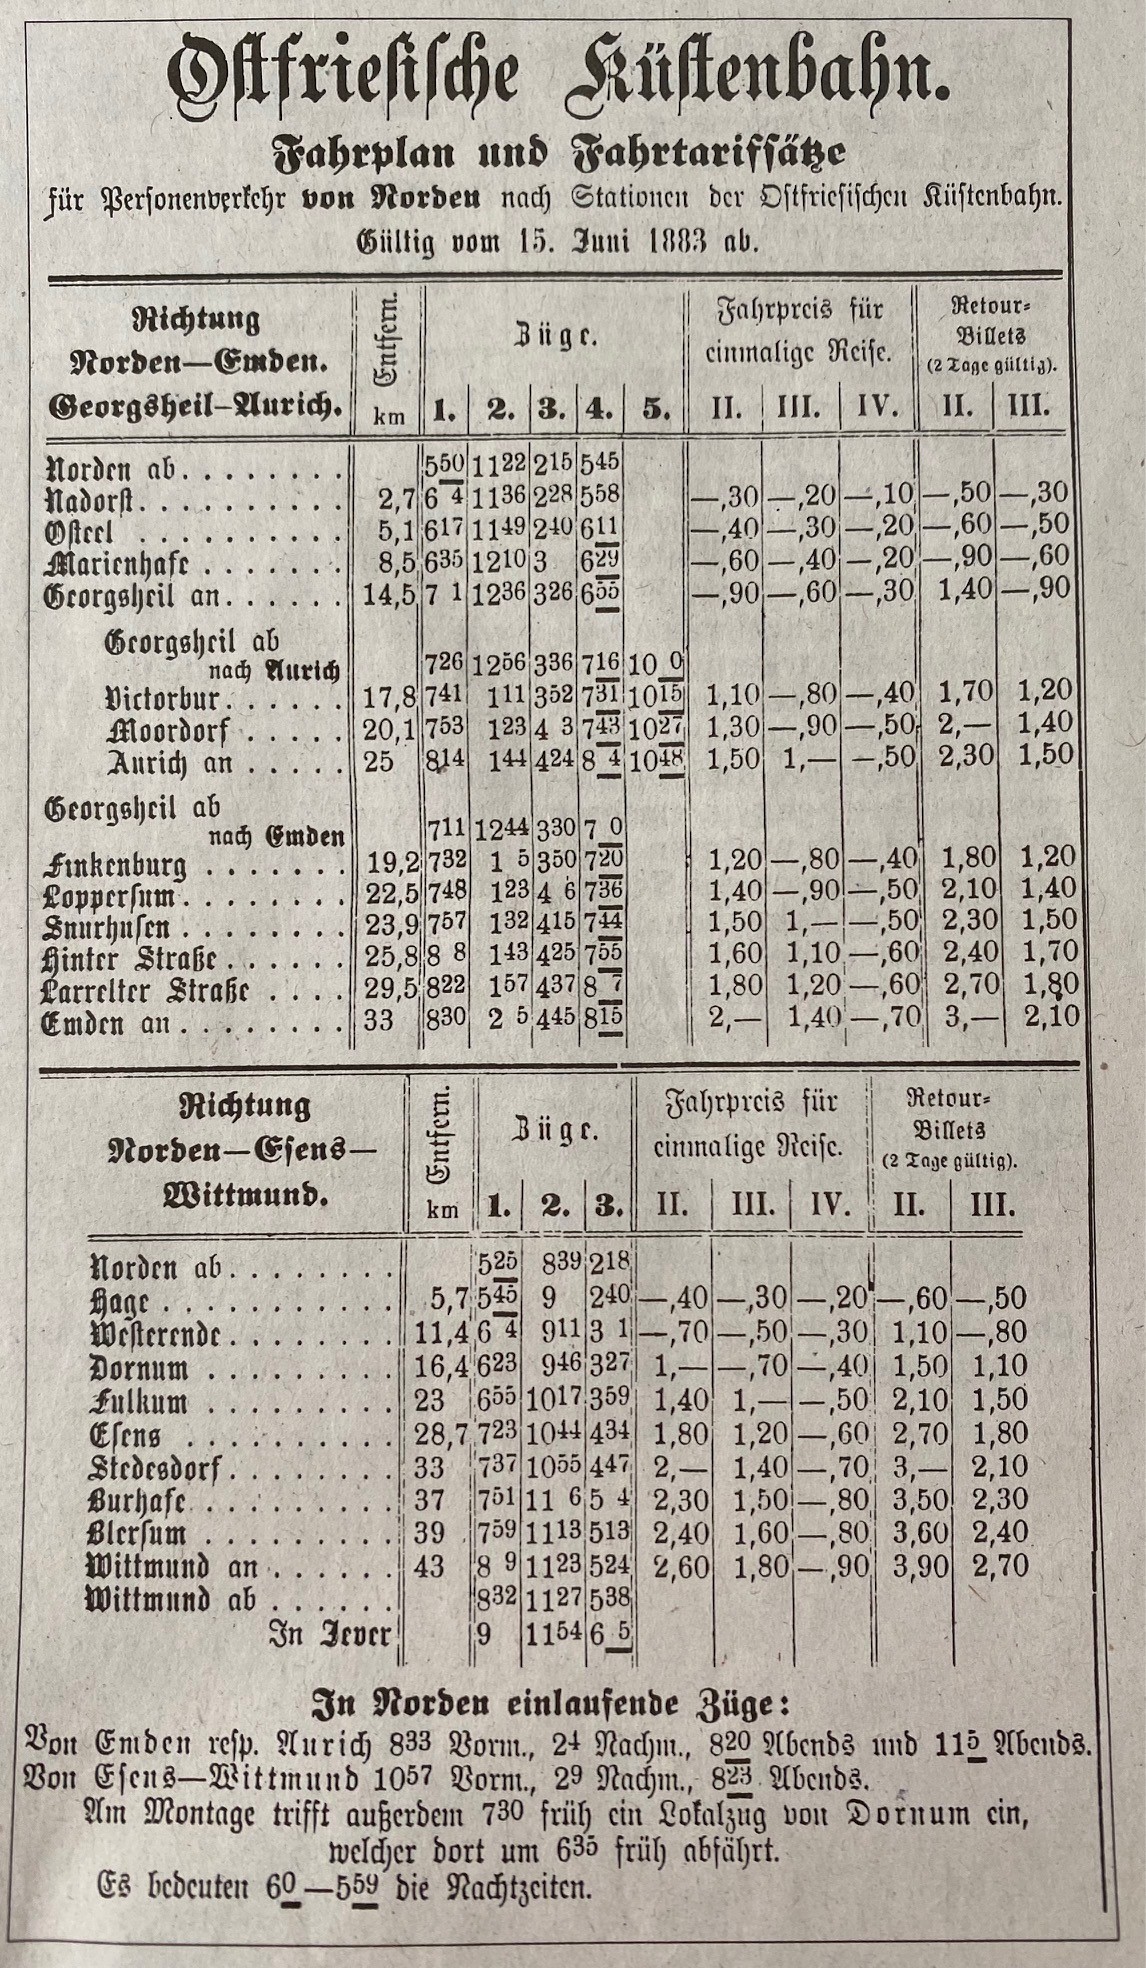 Ostfriesische Küstenbahn.
Fahrplan und Fahrtarifsätze
für Personenverkehr von Norden nach Stationen der Ostfriesischen Küstenbahn.
Gültig vom 15. Juni 1883 ab.
Richtung Norden—Emden. Georgsheil–Aurich. Entfern. km Züge. Fahrpreis für einmalige Reise. Retour-Billets (2 Tage gültig).
1. 2. 3. 4. 5. II. III. IV. II. III.
Norden ab 550 1122 215 545
Nadorst 2,7 6 4 1136 228 558 —,30 —,20 —,10 —,50 —,30
Osteel 5,1 617 1149 240 611 —,40 —,30 —,20 —,60 —,50
Marienhafe 8,5 635 1210 3 629 —,60 —,40 —,20 —,90 —,60
Georgsheil an 14,5 7 1 1236 326 655 —,90 —,60 —,30 1,40 —,90
Georgsheil ab
nach Aurich 726 1256 336 716 10 0
Victorbur 17,8 741 111 352 731 1015 1,10 —,80 —,40 1,70 1,20
Moordorf 20,1 753 123 4 3 743 1027 1,30 —,90 —,50 2,— 1,40
Aurich an 25 814 144 424 8 4 1048 1,50 1,— —,50 2,30 1,50
Georgsheil ab
nach Emden 711 1244 330 7 0
Finkenburg 19,2 732 1 5 350 720 1,20 —,80 —,40 1,80 1,20
Loppersum 22,5 748 123 4 6 736 1,40 —,90 —,50 2,10 1,40
Snurhusen 23,9 757 132 415 744 1,50 1,— —,50 2,30 1,50
Hinter Straße 25,8 8 8 143 425 755 1,60 1,10 —,60 2,40 1,70
Larrelter Straße 29,5 822 157 437 8 7 1,80 1,20 —,60 2,70 1,80
Emden an 33 830 2 5 445 815 2,— 1,40 —,70 3,— 2,10
Richtung Norden—Esens—Wittmund. Entfern. km Züge. Fahrpreis für einmalige Reise. Retour-Billets (2 Tage gültig).
1. 2. 3. II. III. IV. II. III.
Norden ab 525 839 218
Hage 5,7 545 9 240 —,40 —,30 —,20 —,60 —,50
Westerende 11,4 6 4 911 3 1 —,70 —,50 —,30 1,10 —,80
Dornum 16,4 623 946 327 1,— —,70 —,40 1,50 1,10
Fulkum 23 655 1017 359 1,40 1,— —,50 2,10 1,50
Esens 28,7 723 1044 434 1,80 1,20 —,60 2,70 1,80
Stedesdorf 33 737 1055 447 2,— 1,40 —,70 3,— 2,10
Burhafe 37 751 11 6 5 4 2,30 1,50 —,80 3,50 2,30
Blersum 39 759 1113 513 2,40 1,60 —,80 3,60 2,40
Wittmund an 43 8 9 1123 524 2,60 1,80 —,90 3,90 2,70
Wittmund ab 832 1127 538
In Jever 9 1154 6 5
In Norden einlaufende Züge:
Von Emden resp. Aurich 833 Vorm., 24 Nachm., 820 Abends und 115 Abends.
Von Esens—Wittmund 1057 Vorm., 29 Nachm., 823 Abends.
Am Montage trifft außerdem 730 früh ein Lokalzug von Dornum ein,
welcher dort um 635 früh abfährt.
Es bedeuten 60—559 die Nachtzeiten.